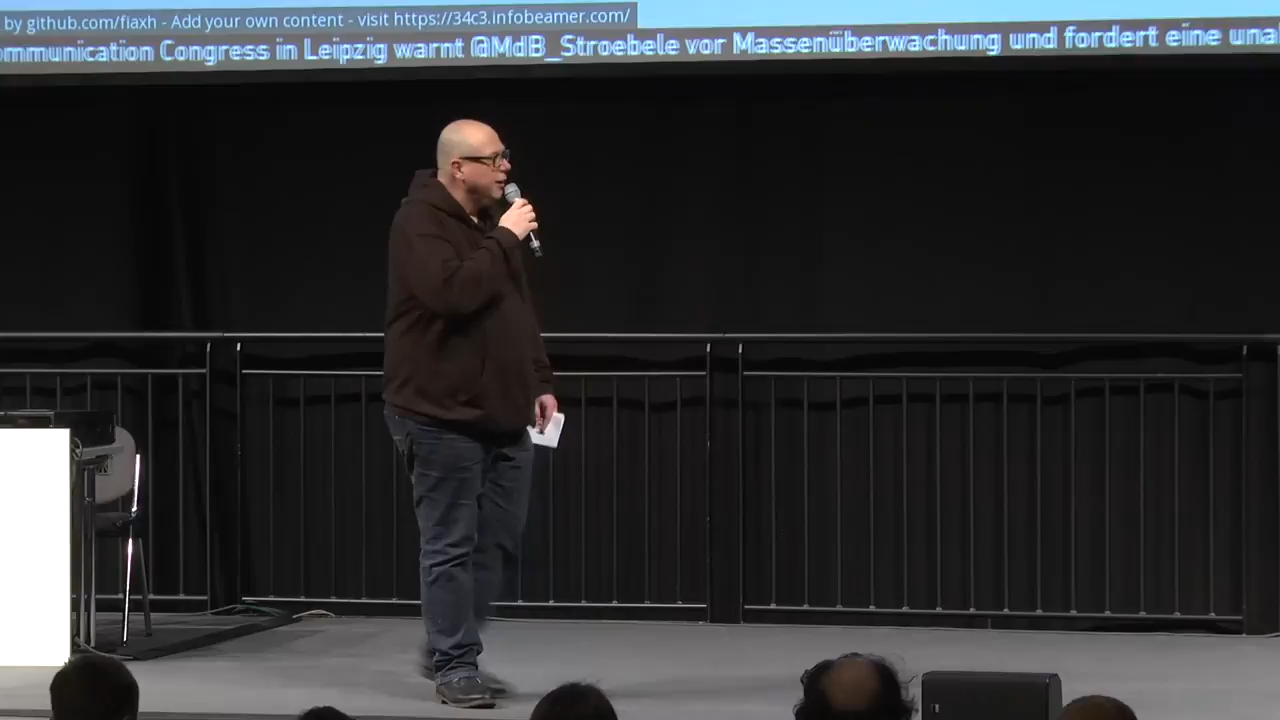 by github.com/fiaxh - Add your own content - visit https://34c3.infobeamer.com/
ommunication Congress in Leipzig warnt @MdB_Stroebele vor Massenüberwachung und fordert eine una